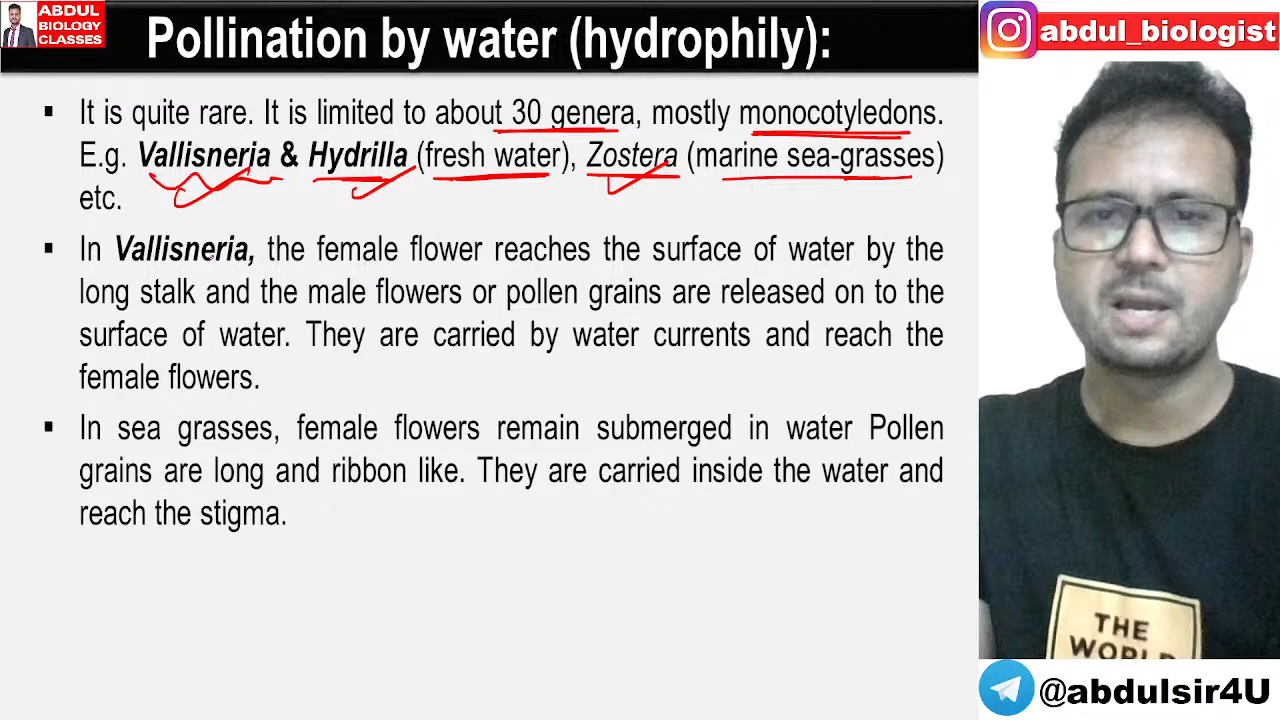 ABDUL
BIOLOGY
CLASSES
Pollination by water (hydrophily):
abdul_biologist
▪ It is quite rare. It is limited to about 30 genera, mostly monocotyledons.
E.g. Vallisneria & Hydrilla (fresh water), Zostera (marine sea-grasses)
etc.
▪ In Vallisneria, the female flower reaches the surface of water by the
long stalk and the male flowers or pollen grains are released on to the
surface of water. They are carried by water currents and reach the
female flowers.
▪ In sea grasses, female flowers remain submerged in water Pollen
grains are long and ribbon like. They are carried inside the water and
reach the stigma.
THE
WORLD
@abdulsir4U